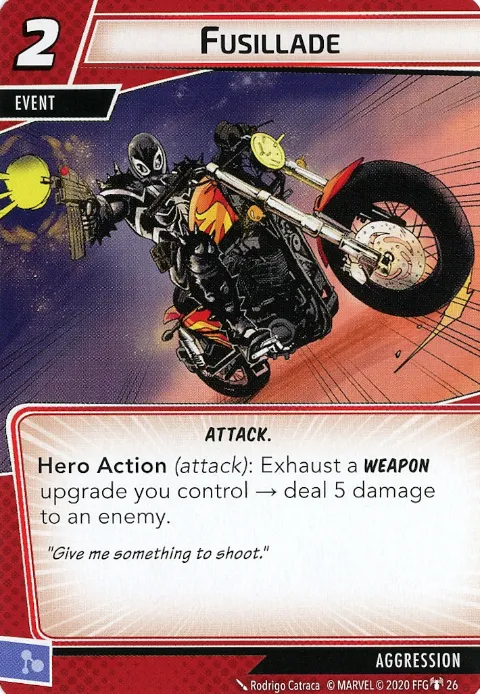 2
FUSILLADE
EVENT
ATTACK.
Hero Action (attack): Exhaust a WEAPON
upgrade you control → deal 5 damage
to an enemy.
"Give me something to shoot."
AGGRESSION
Rodrigo Catraca © MARVEL © 2020 FFG 26